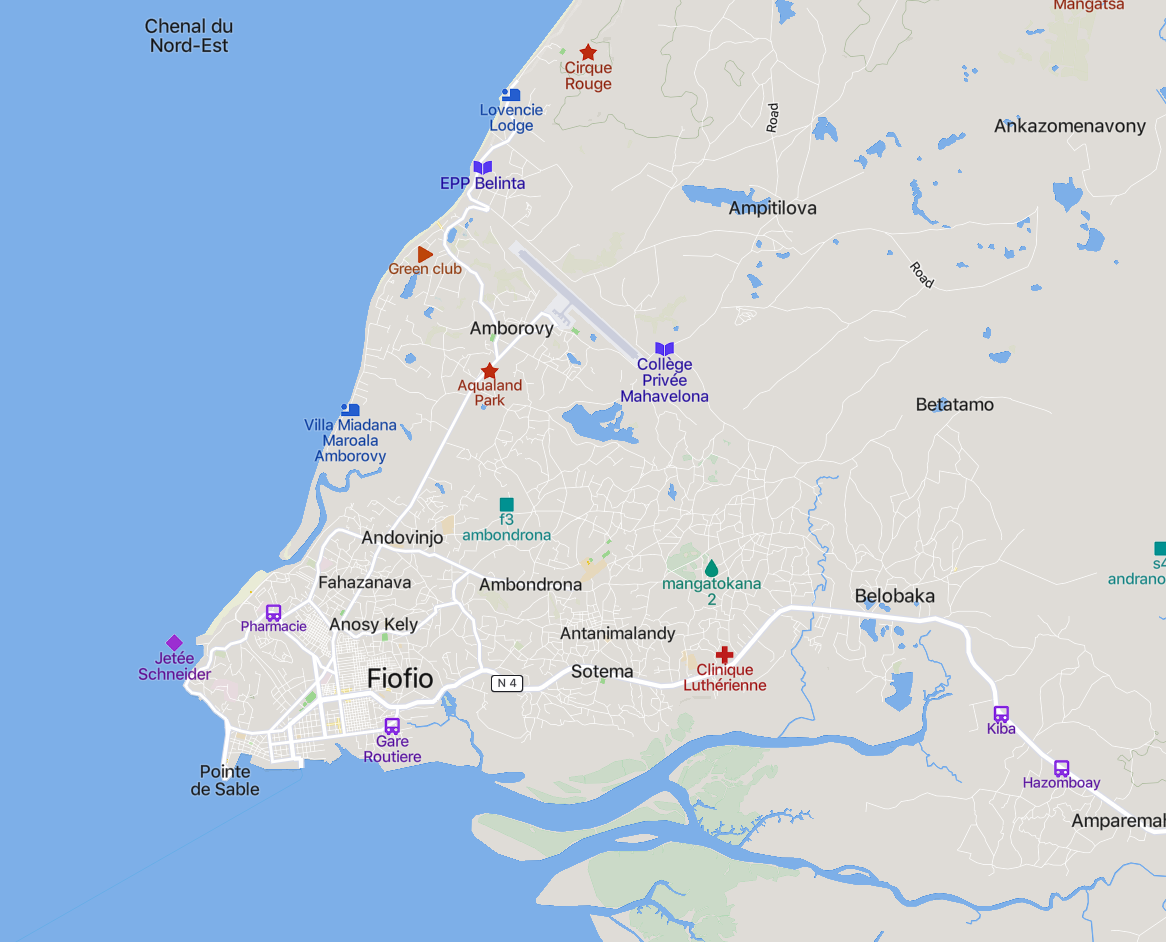 Mangatsa
Chenal du
Nord-Est
Cirque
Rouge
Lovencie
Lodge
Road
Ankazomenavony
EPP Belinta
Ampitilova
Green club
Road
Amborovy
Collège
Privée
Mahavelona
Aqualand
Park
Betatamo
Villa Miadana
Maroala
Amborovy
f3
ambondrona
Andovinjo
s4
andrano
Fahazanava
Ambondrona
mangatokana
2
Belobaka
Pharmacie
Anosy Kely
Antanimalandy
Jetée
Schneider
Fiofio
N 4
Sotema
Clinique
Luthérienne
Kiba
Gare
Routiere
Pointe
de Sable
Hazomboay
Amparemah